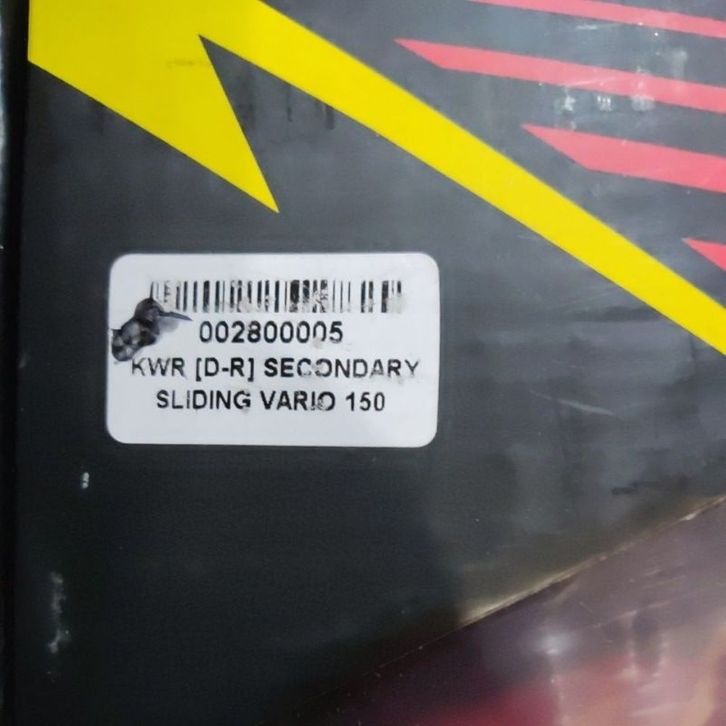 002800005
KWR [D-R] SECONDARY
SLIDING VARIO 150